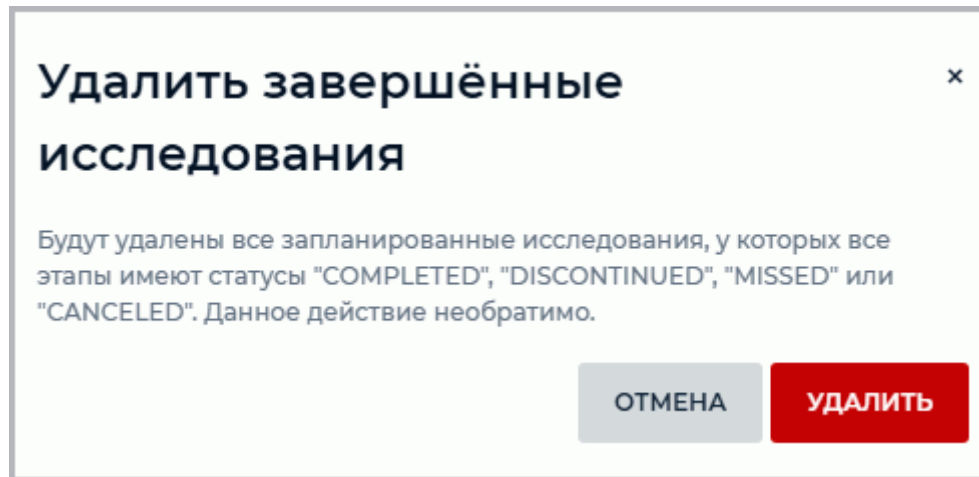 Удалить завершённые
×
исследования
Будут удалены все запланированные исследования, у которых все
этапы имеют статусы "COMPLETED", "DISCONTINUED", "MISSED" или
"CANCELED". Данное действие необратимо.
ОТМЕНА
УДАЛИТЬ